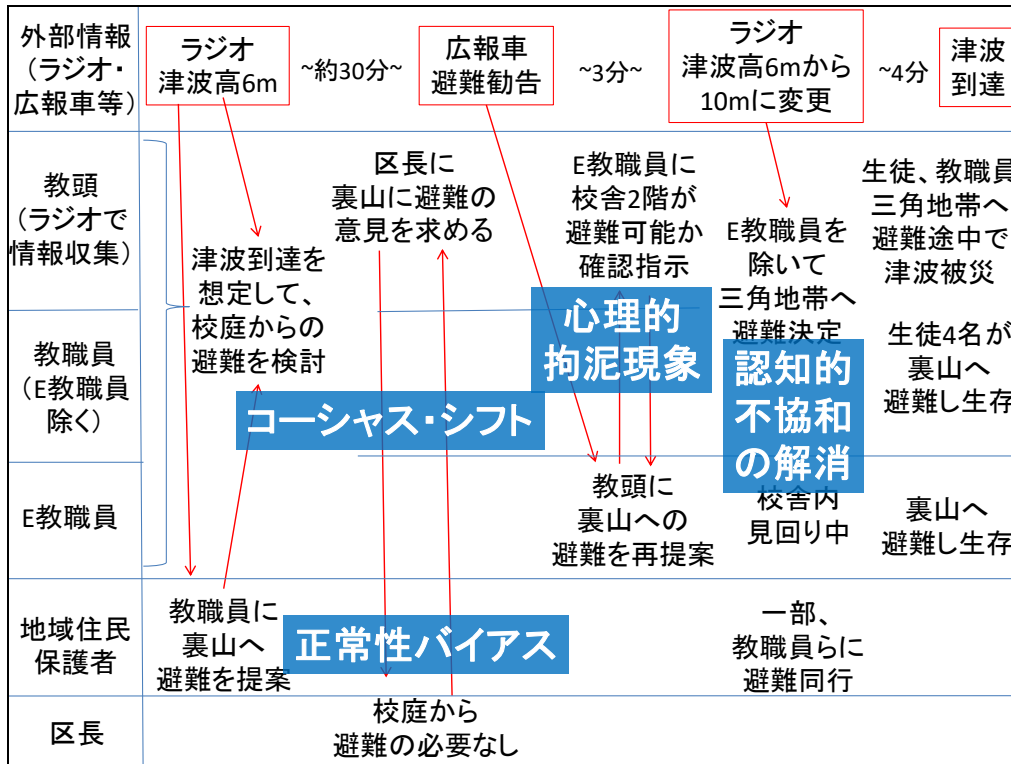 外部情報
(ラジオ・
広報車等)
ラジオ
津波高6m
~約30分~
広報車
避難勧告
~3分~
ラジオ
津波高6mから
10mに変更
~4分
津波
到達
教頭
(ラジオで
情報収集)
津波到達を
想定して、
校庭からの
避難を検討
区長に
裏山に避難の
意見を求める
E教職員に
校舎2階が
避難可能か
確認指示
E教職員を
除いて
三角地帯へ
避難決定
生徒、教職員
三角地帯へ
避難途中で
津波被災
教職員
(E教職員
除く)
コーシャス・シフト
心理的
拘泥現象
認知的
不協和
の解消
生徒4名が
裏山へ
避難し生存
E教職員
教頭に
裏山への
避難を再提案
校舎内
見回り中
裏山へ
避難し生存
地域住民
保護者
教職員に
裏山へ
避難を提案
正常性バイアス
一部、
教職員らに
避難同行
区長
校庭から
避難の必要なし